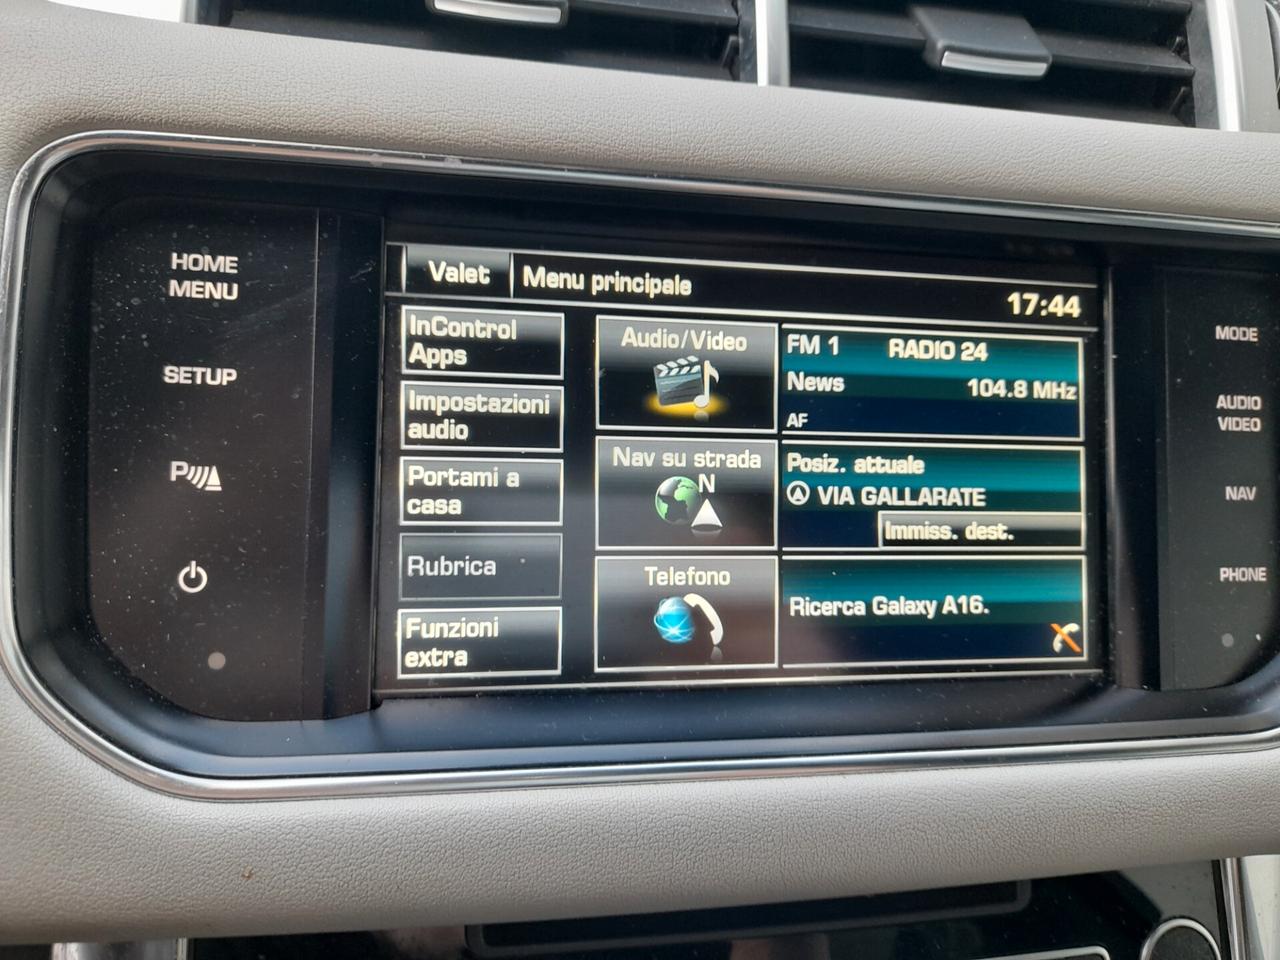 HOME
MENU
SETUP
P
Valet
Menu principale
17:44
InControl
Apps
Impostazioni
audio
Portami a
casa
Rubrica
Funzioni
extra
Audio/Video
FM 1 RADIO 24
News 104.8 MHz
AF
Nav su strada
N
Posiz. attuale
VIA GALLARATE
Immiss. dest.
Telefono
Ricerca Galaxy A16.
MODE
AUDIO
VIDEO
NAV
PHONE